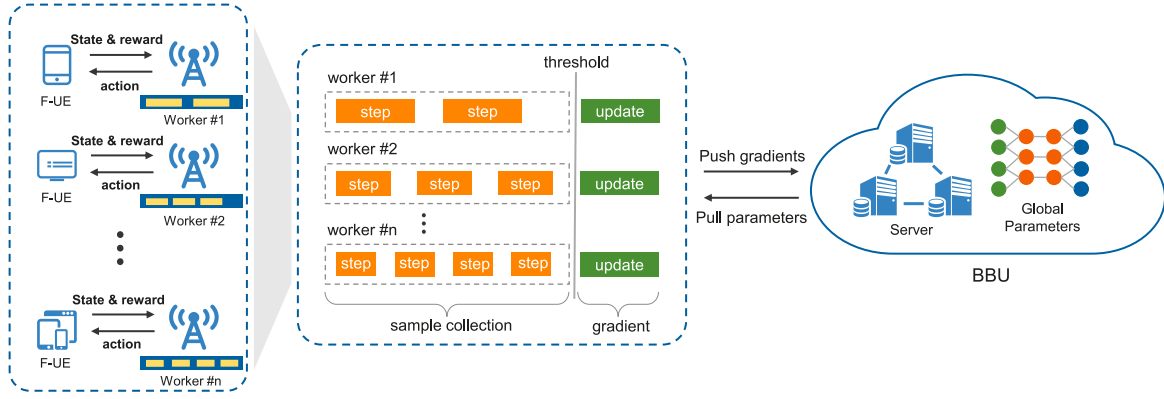 State & reward
action
F-UE
Worker #1
State & reward
action
F-UE
Worker #2
State & reward
action
F-UE
Worker #n
threshold
worker #1
step step update
worker #2
step step step update
worker #n
step step step step update
sample collection gradient
Push gradients
Pull parameters
Server
Global
Parameters
BBU